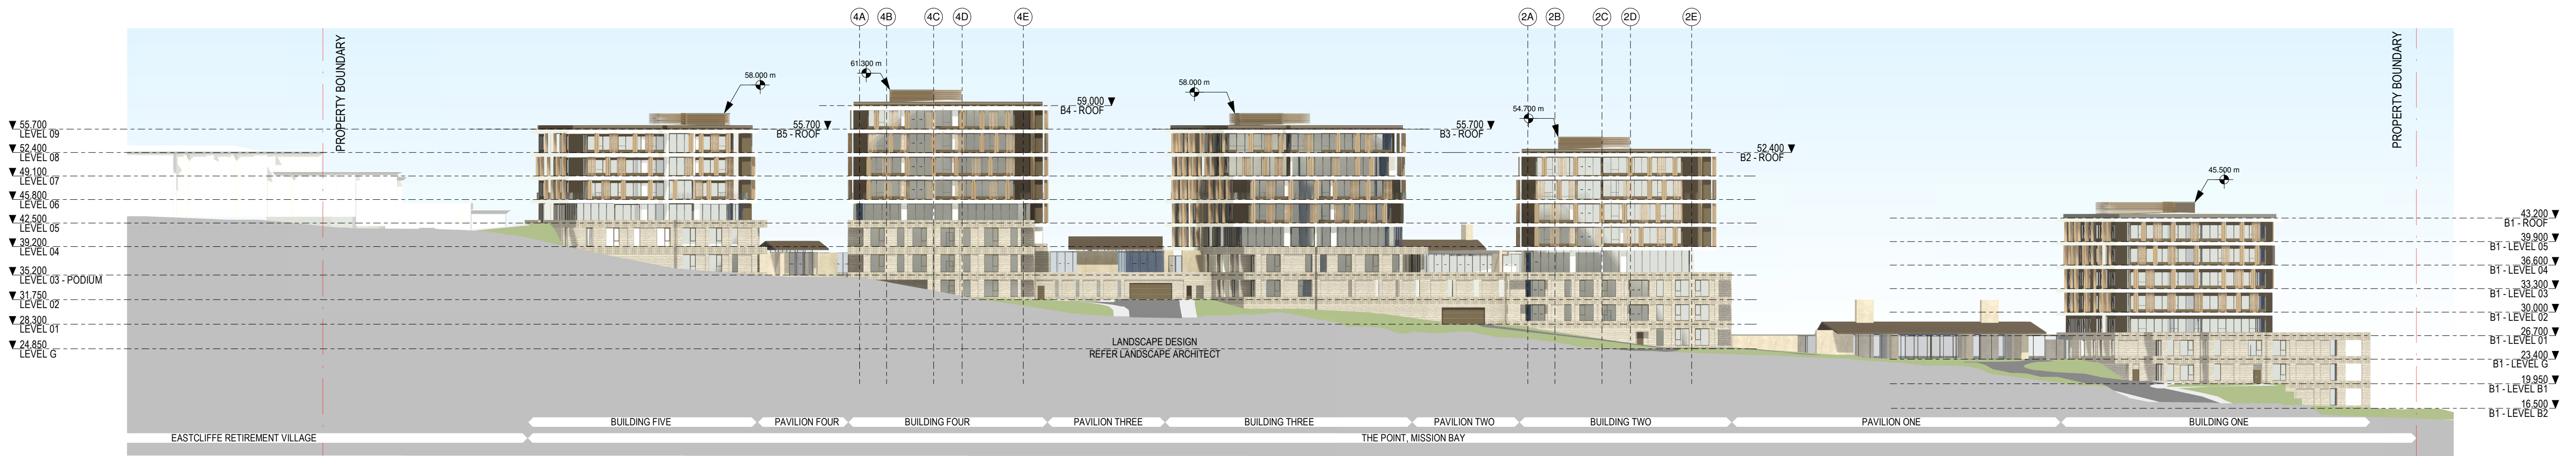 4A 4B 4C 4D 4E 2A 2B 2C 2D 2E
PROPERTY BOUNDARY
PROPERTY BOUNDARY
58.000 m
61.300 m
58.000 m
54.700 m
45.500 m
55.700
B5 - ROOF
59.000
B4 - ROOF
55.700
B3 - ROOF
52.400
B2 - ROOF
55.700
LEVEL 09
52.400
LEVEL 08
49.100
LEVEL 07
45.800
LEVEL 06
42.500
LEVEL 05
39.200
LEVEL 04
35.200
LEVEL 03 - PODIUM
31.750
LEVEL 02
28.300
LEVEL 01
24.850
LEVEL G
43.200
B1 - ROOF
39.900
B1 - LEVEL 05
36.600
B1 - LEVEL 04
33.300
B1 - LEVEL 03
30.000
B1 - LEVEL 02
26.700
B1 - LEVEL 01
23.400
B1 - LEVEL G
19.950
B1 - LEVEL B1
16.500
B1 - LEVEL B2
LANDSCAPE DESIGN
REFER LANDSCAPE ARCHITECT
BUILDING FIVE PAVILION FOUR BUILDING FOUR PAVILION THREE BUILDING THREE PAVILION TWO BUILDING TWO PAVILION ONE BUILDING ONE
EASTCLIFFE RETIREMENT VILLAGE THE POINT, MISSION BAY